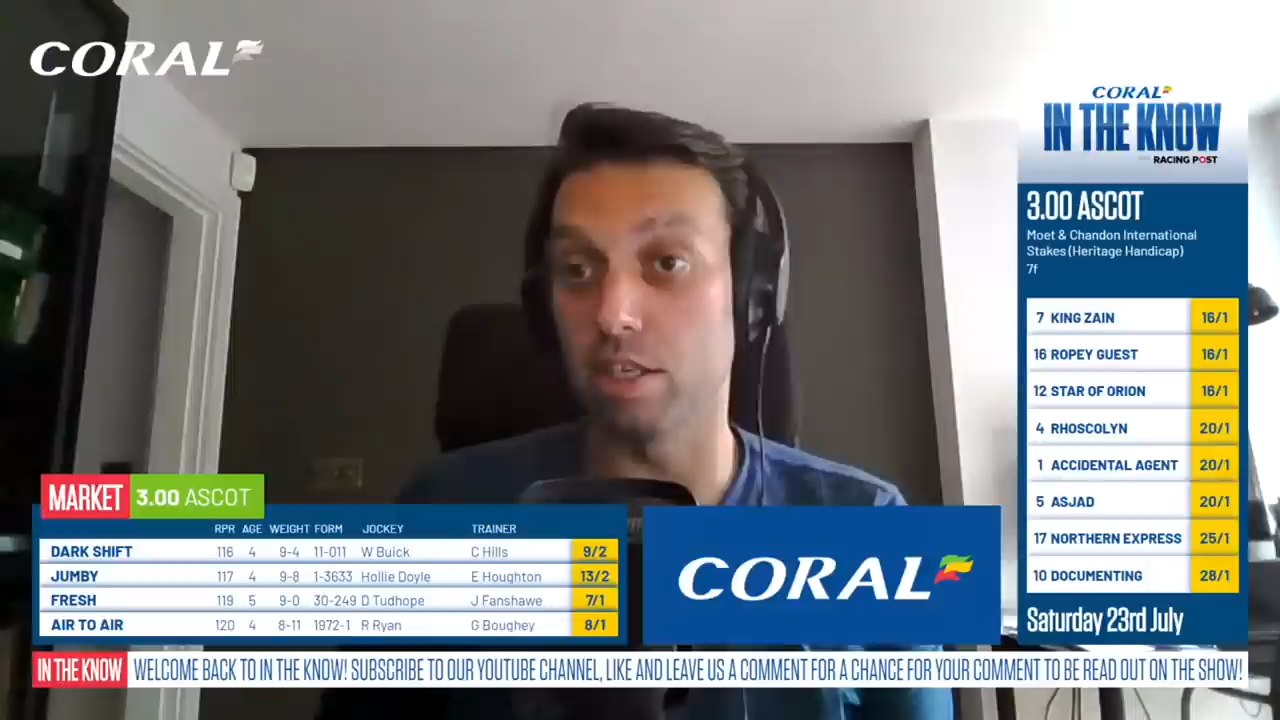 CORAL
CORAL
IN THE KNOW
RACING POST
3.00 ASCOT
Moet & Chandon International
Stakes (Heritage Handicap)
7f
7 KING ZAIN 16/1
16 ROPEY GUEST 16/1
12 STAR OF ORION 16/1
4 RHOSCOLYN 20/1
1 ACCIDENTAL AGENT 20/1
5 ASJAD 20/1
17 NORTHERN EXPRESS 25/1
10 DOCUMENTING 28/1
Saturday 23rd July
MARKET 3.00 ASCOT
RPR AGE WEIGHT FORM JOCKEY TRAINER
DARK SHIFT 116 4 9-4 11-011 W Buick C Hills 9/2
JUMBY 117 4 9-8 1-3633 Hollie Doyle E Houghton 13/2
FRESH 119 5 9-0 30-249 D Tudhope J Fanshawe 7/1
AIR TO AIR 120 4 8-11 1972-1 R Ryan G Boughey 8/1
CORAL
IN THE KNOW WELCOME BACK TO IN THE KNOW! SUBSCRIBE TO OUR YOUTUBE CHANNEL, LIKE AND LEAVE US A COMMENT FOR A CHANCE FOR YOUR COMMENT TO BE READ OUT ON THE SHOW!